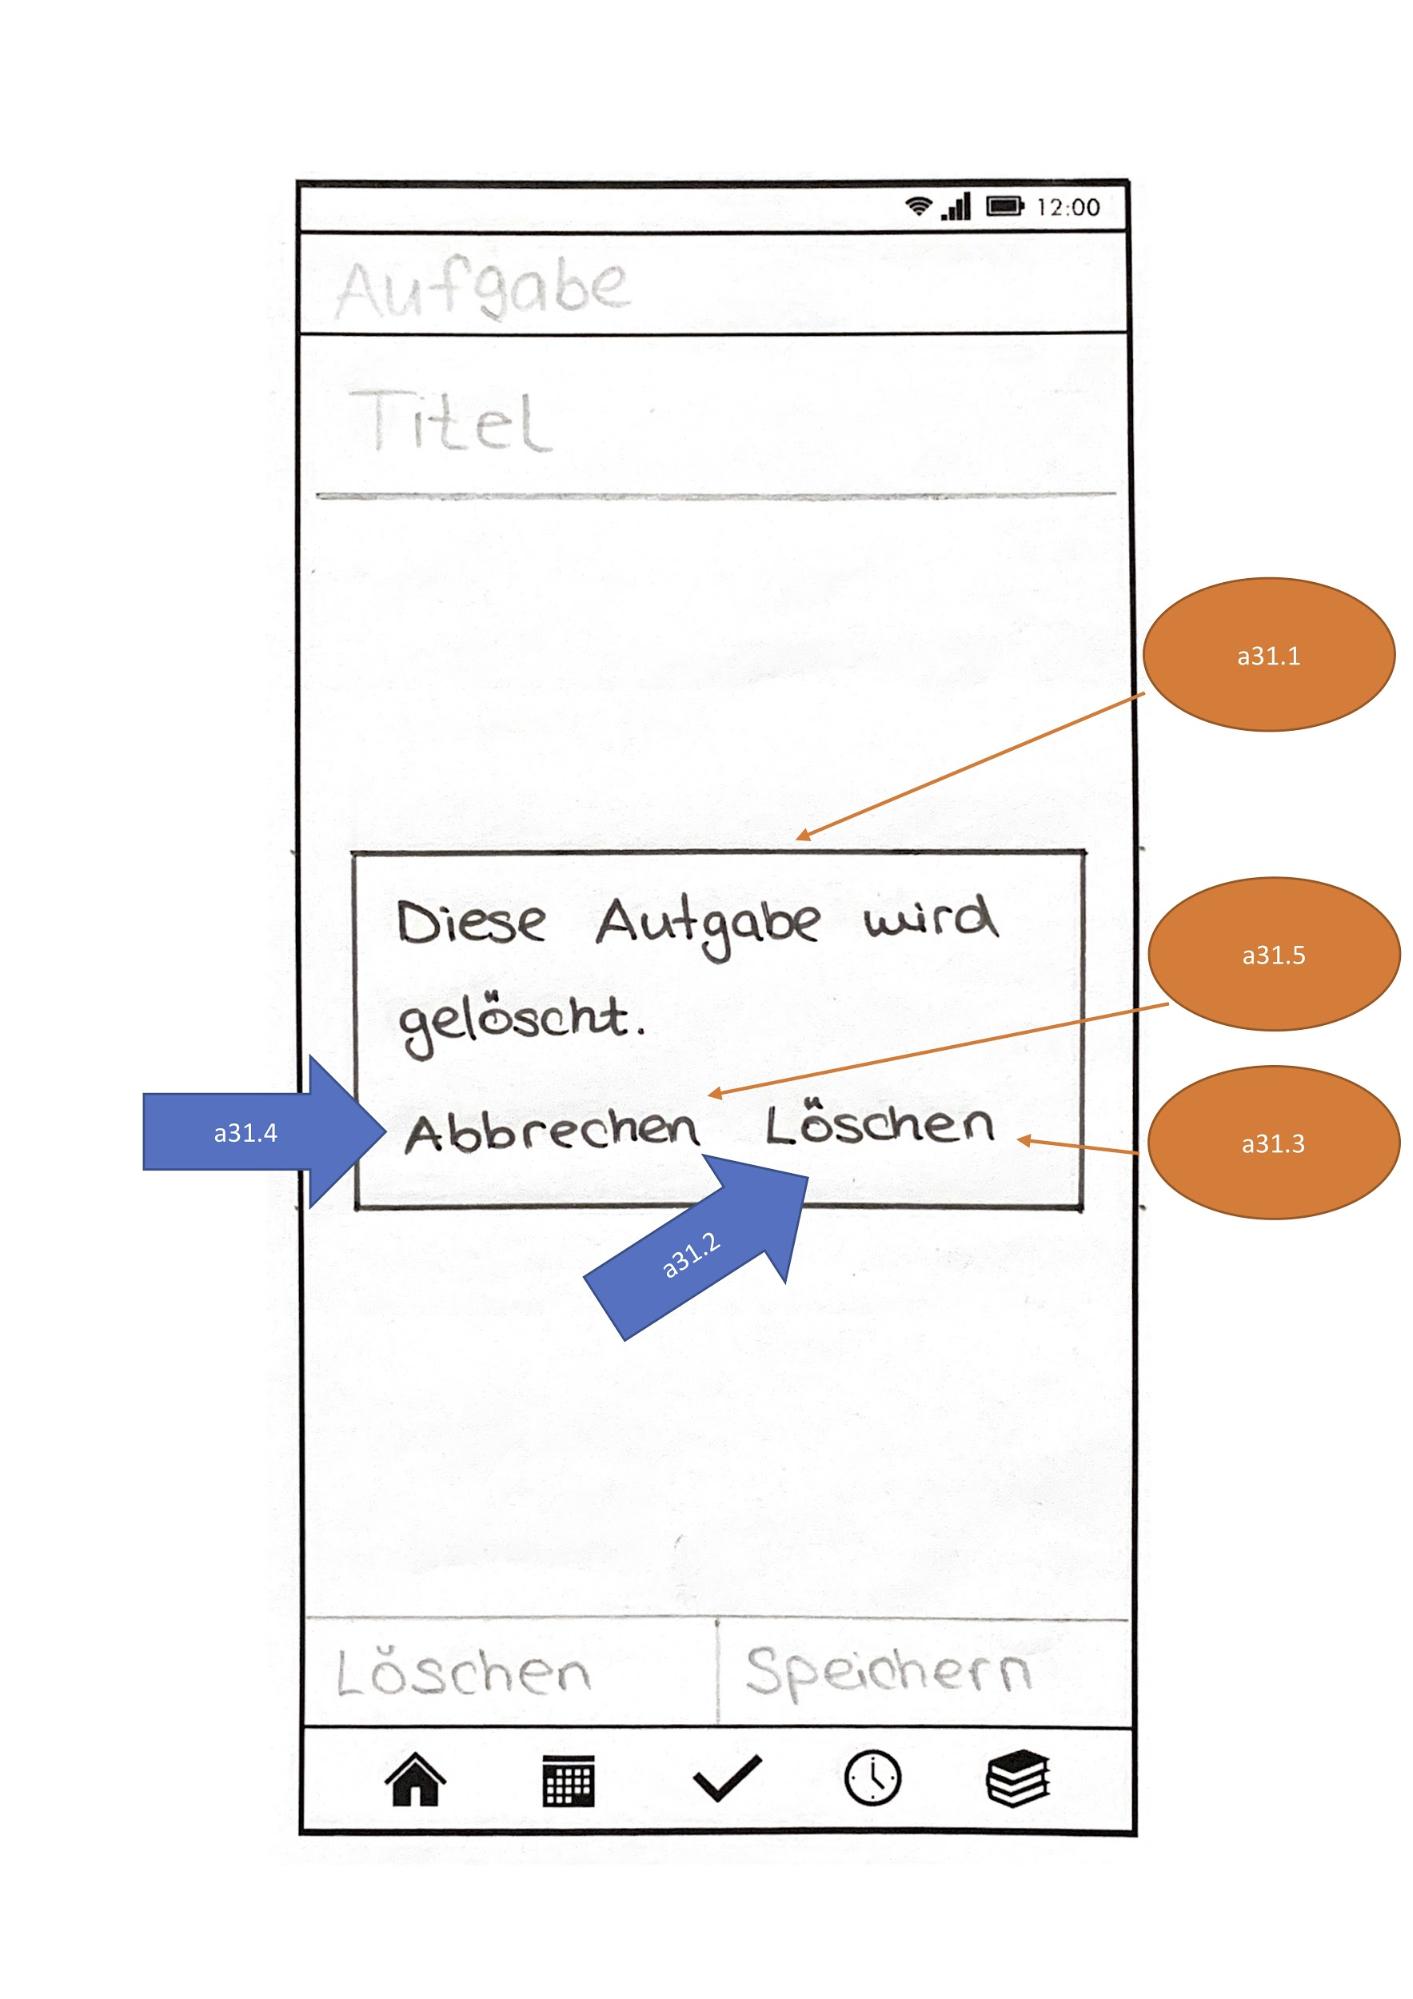 12:00
Aufgabe
Titel
a31.1
Diese Aufgabe wird
gelöscht.
a31.5
a31.4
Abbrechen Löschen
a31.3
a31.2
Löschen Speichern